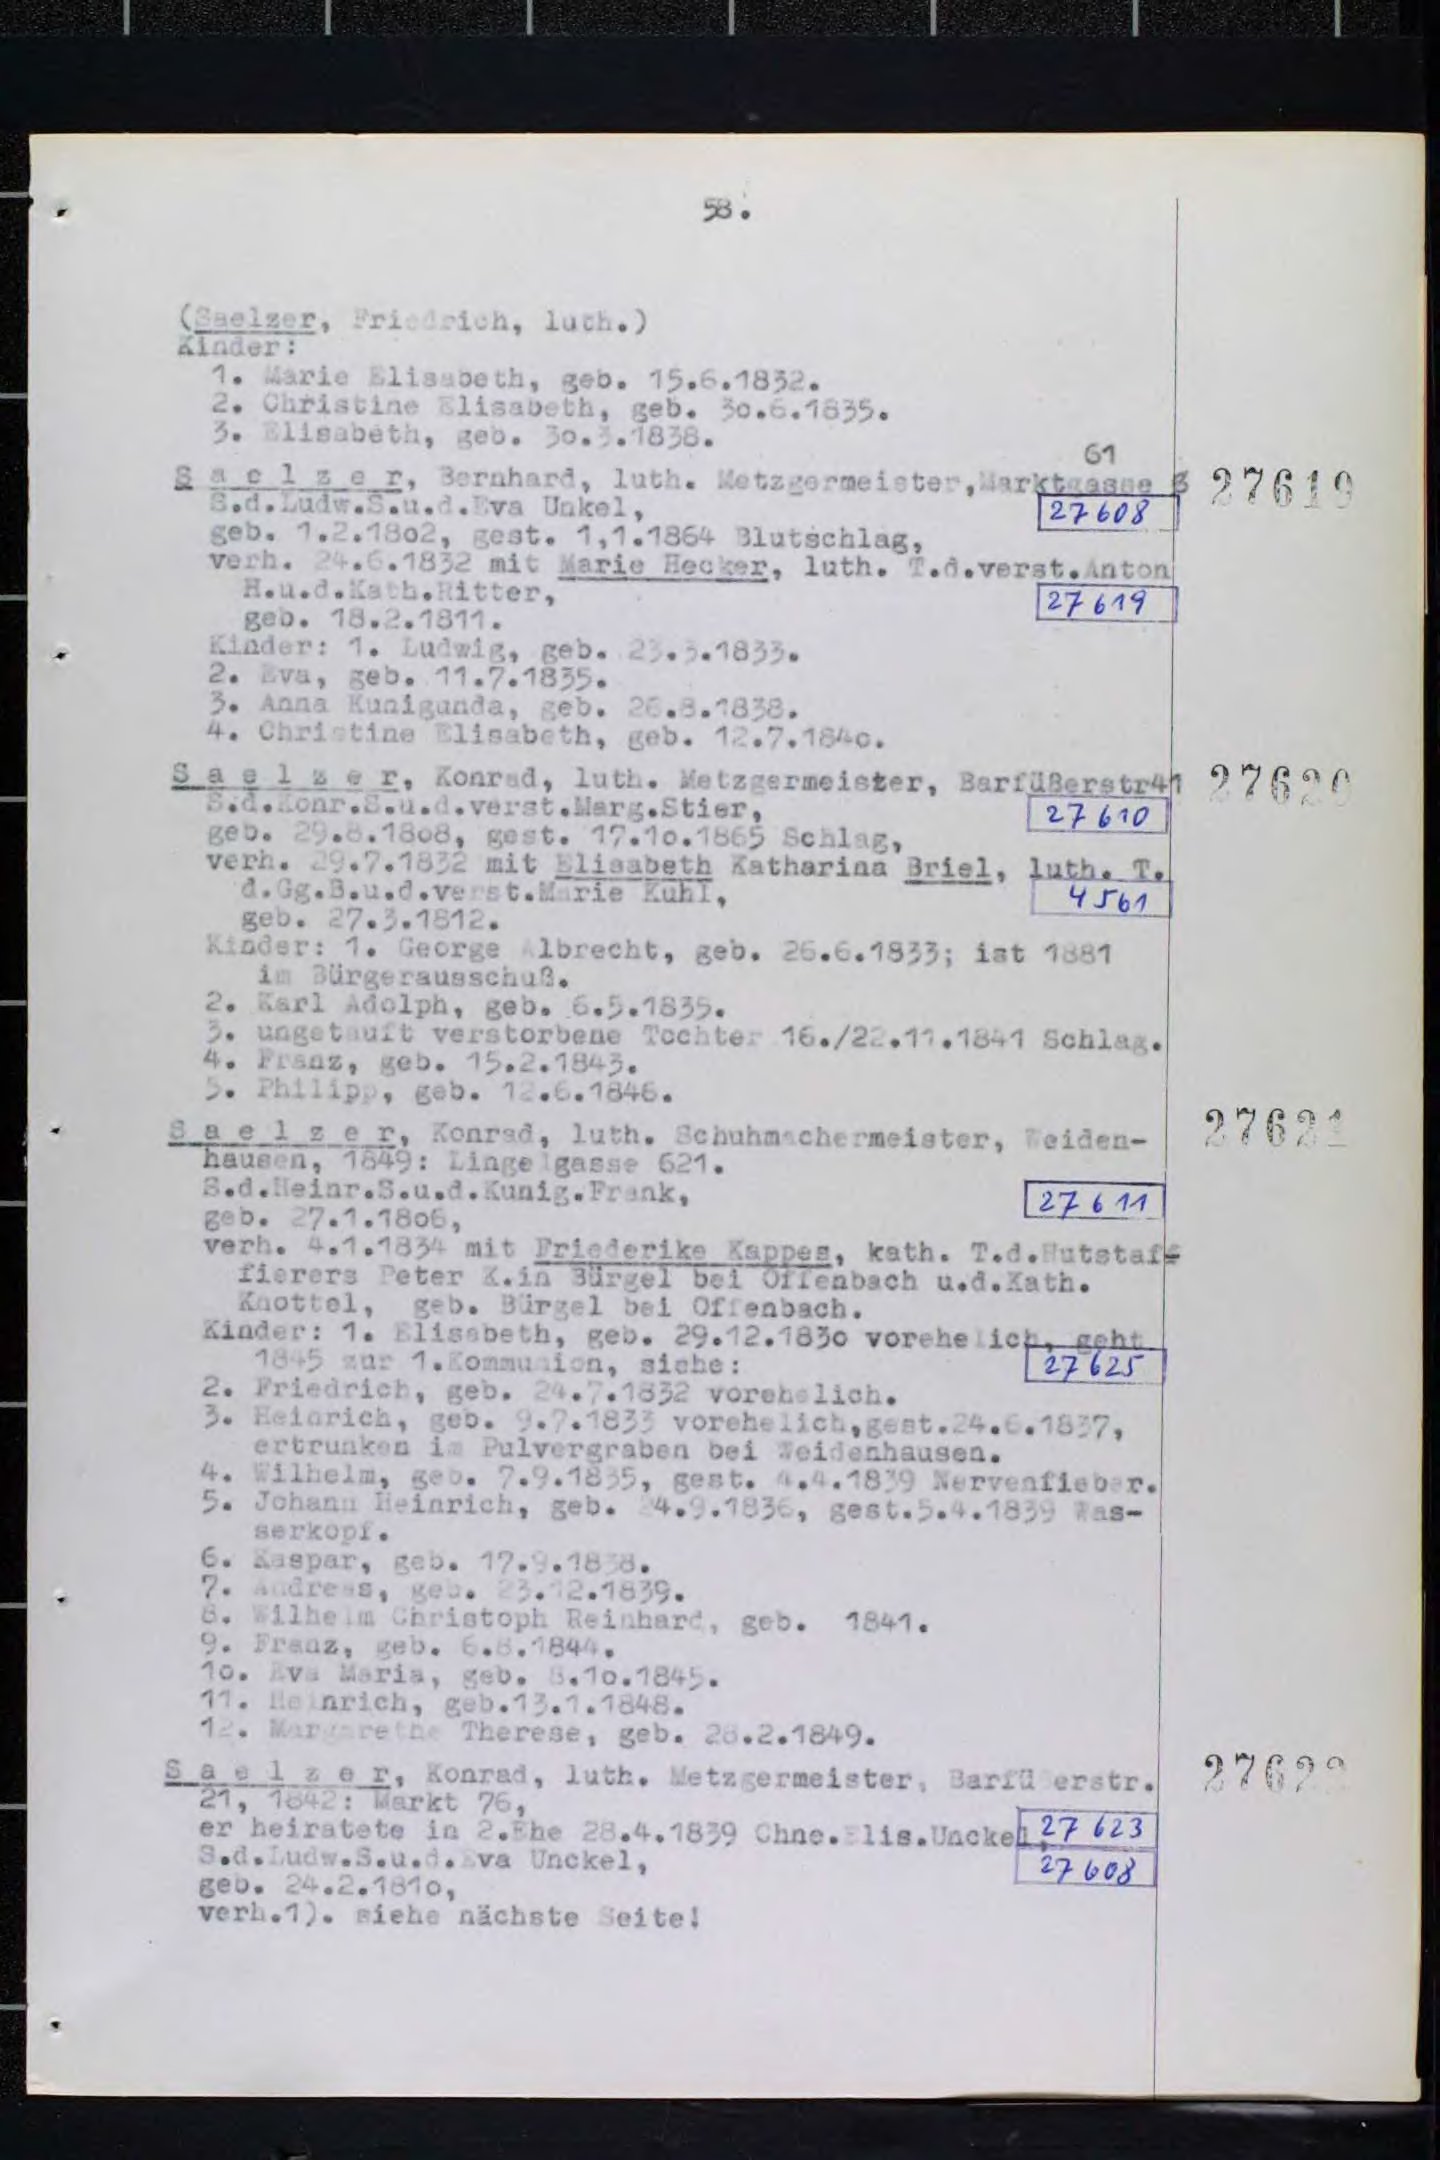 58.
(Saelzer, Friedrich, luth.)
Kinder:
1. Marie Elisabeth, geb. 15.6.1832.
2. Christine Elisabeth, geb. 30.6.1835.
3. Elisabeth, geb. 30.3.1838.
61
S a e l z e r, Bernhard, luth. Metzgermeister, Marktgasse 3 27619
S.d.Ludw.S.u.d.Eva Unkel, 27608
geb. 1.2.1802, gest. 1,1.1864 Blutschlag,
verh. 24.6.1832 mit Marie Hecker, luth. T.d.verst.Anton
H.u.d.Kath.Ritter, 27619
geb. 18.2.1811.
Kinder: 1. Ludwig, geb. 23.3.1833.
2. Eva, geb. 11.7.1835.
3. Anna Kunigunda, geb. 26.8.1838.
4. Christine Elisabeth, geb. 12.7.1840.
S a e l z e r, Konrad, luth. Metzgermeister, Barfüßerstr41 27620
S.d.Konr.S.u.d.verst.Marg.Stier, 27610
geb. 29.8.1808, gest. 17.10.1865 Schlag,
verh. 29.7.1832 mit Elisabeth Katharina Briel, luth. T.
d.Gg.B.u.d.verst.Marie Kuhl, 4561
geb. 27.3.1812.
Kinder: 1. George Albrecht, geb. 26.6.1833; ist 1881
im Bürgerausschuß.
2. Karl Adolph, geb. 6.5.1835.
3. ungetauft verstorbene Tochter 16./22.11.1841 Schlag.
4. Franz, geb. 15.2.1843.
5. Philipp, geb. 12.6.1846.
S a e l z e r, Konrad, luth. Schuhmachermeister, Weiden- 27621
hausen, 1849: Lingelgasse 621.
S.d.Heinr.S.u.d.Kunig.Frank, 27611
geb. 27.1.1806,
verh. 4.1.1834 mit Friederike Kappes, kath. T.d.Hutstaf-
fierers Peter K.in Bürgel bei Offenbach u.d.Kath.
Knottel, geb. Bürgel bei Offenbach.
Kinder: 1. Elisabeth, geb. 29.12.1830 vorehelich, geht
1845 zur 1.Kommunion, siehe: 27625
2. Friedrich, geb. 24.7.1832 vorehelich.
3. Heinrich, geb. 9.7.1833 vorehelich,gest.24.6.1837,
ertrunken im Pulvergraben bei Weidenhausen.
4. Wilhelm, geb. 7.9.1835, gest. 4.4.1839 Nervenfieber.
5. Johann Heinrich, geb. 24.9.1836, gest.5.4.1839 Was-
serkopf.
6. Kaspar, geb. 17.9.1838.
7. Andreas, geb. 23.12.1839.
8. Wilhelm Christoph Reinhard, geb. 1841.
9. Franz, geb. 6.8.1844.
10. Eva Maria, geb. 8.10.1845.
11. Heinrich, geb.13.1.1848.
12. Margarethe Therese, geb. 28.2.1849.
S a e l z e r, Konrad, luth. Metzgermeister, Barfüßerstr. 27622
21, 1842: Markt 76,
er heiratete in 2.Ehe 28.4.1839 Chne.Elis.Unckel, 27623
S.d.Ludw.S.u.d.Eva Unckel, 27608
geb. 24.2.1810,
verh.1). siehe nächste Seite!